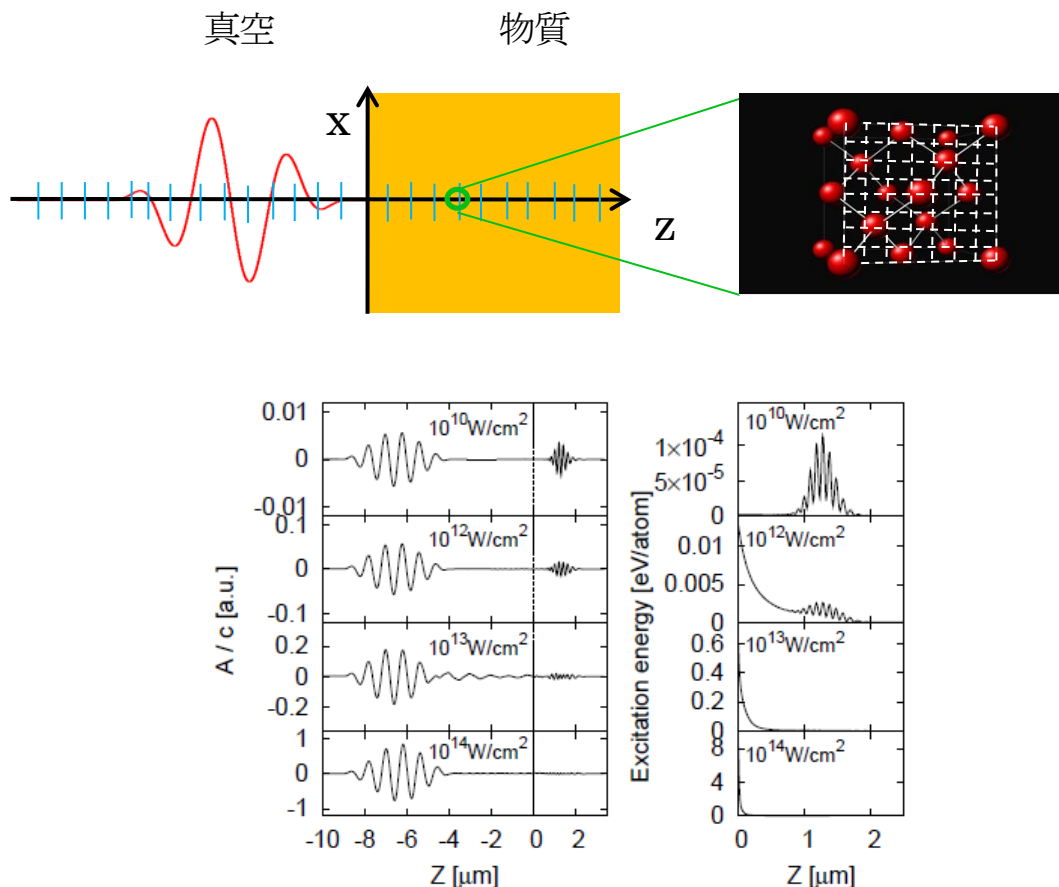 真空
物質
x
z
0.01
0
-0.01
10^10W/cm^2
0.1
0
-0.1
10^12W/cm^2
0.2
0
-0.2
10^13W/cm^2
1
0
-1
10^14W/cm^2
A / c [a.u.]
-10 -8 -6 -4 -2 0 2
Z [μm]
1×10^-4
5×10^-5
0
10^10W/cm^2
0.01
0.005
0
10^12W/cm^2
0.6
0.4
0.2
0
10^13W/cm^2
8
4
0
10^14W/cm^2
Excitation energy [eV/atom]
0 1 2
Z [μm]